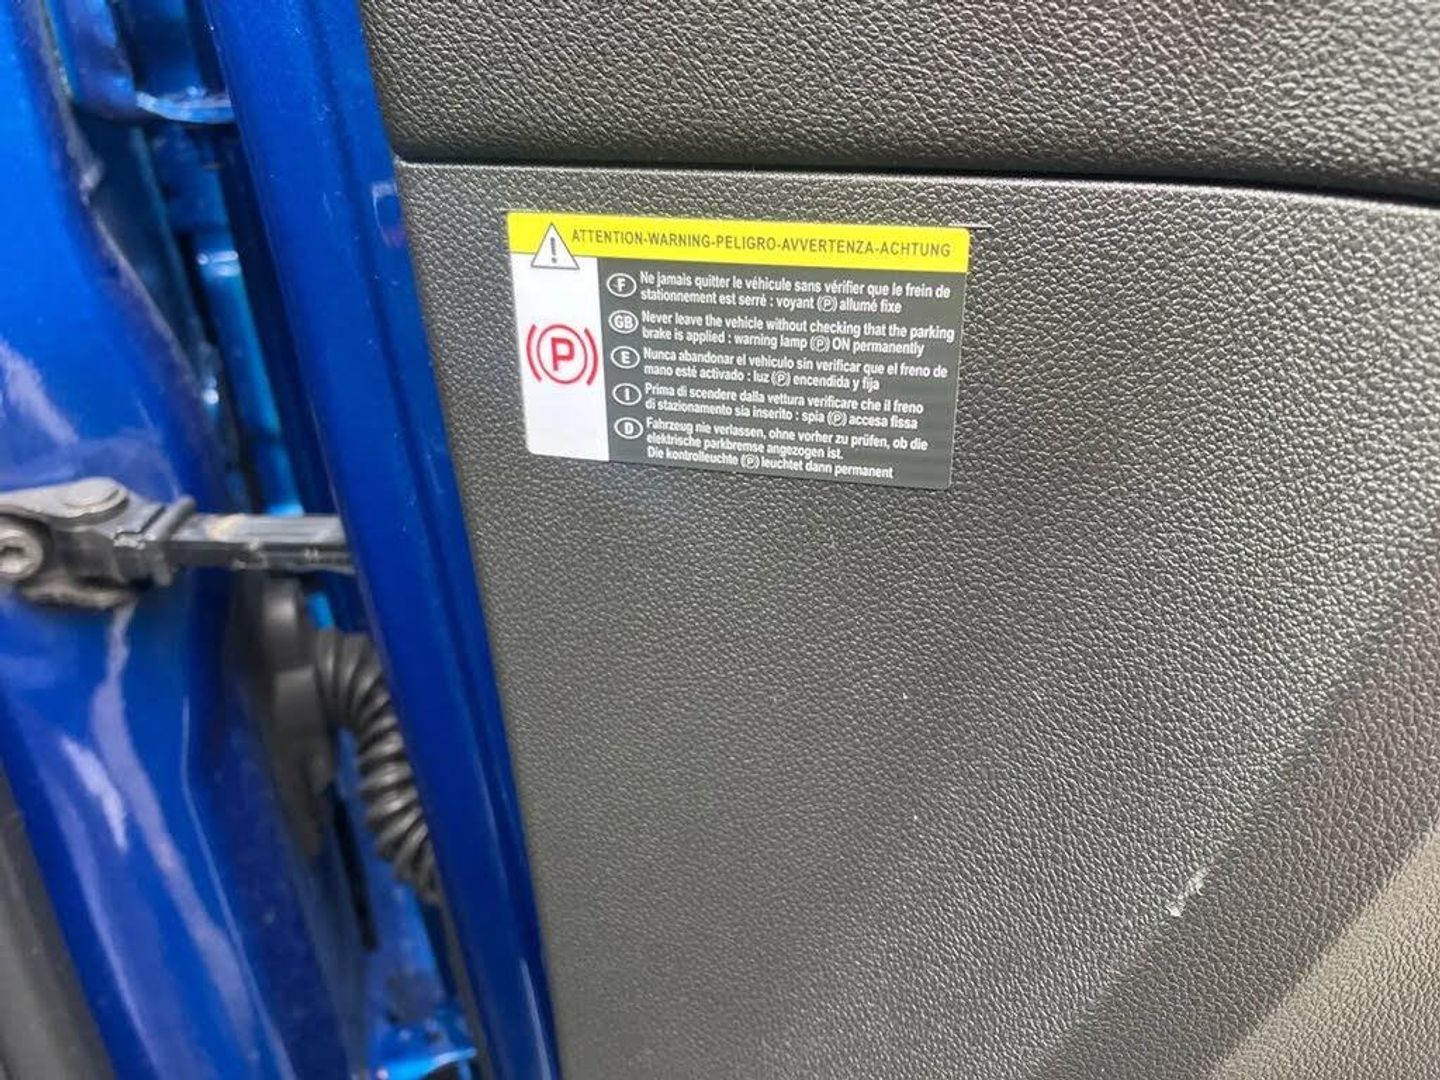 ATTENTION-WARNING-PELIGRO-AVVERTENZA-ACHTUNG
F Ne jamais quitter le véhicule sans vérifier que le frein de
stationnement est serré : voyant (P) allumé fixe
GB Never leave the vehicle without checking that the parking
brake is applied : warning lamp (P) ON permanently
E Nunca abandonar el vehiculo sin verificar que el freno de
mano esté activado : luz (P) encendida y fija
I Prima di scendere dalla vettura verificare che il freno
di stazionamento sia inserito : spia (P) accesa fissa
D Fahrzeug nie verlassen, ohne vorher zu prüfen, ob die
elektrische parkbremse angezogen ist.
Die kontrolleuchte (P) leuchtet dann permanent
(P)